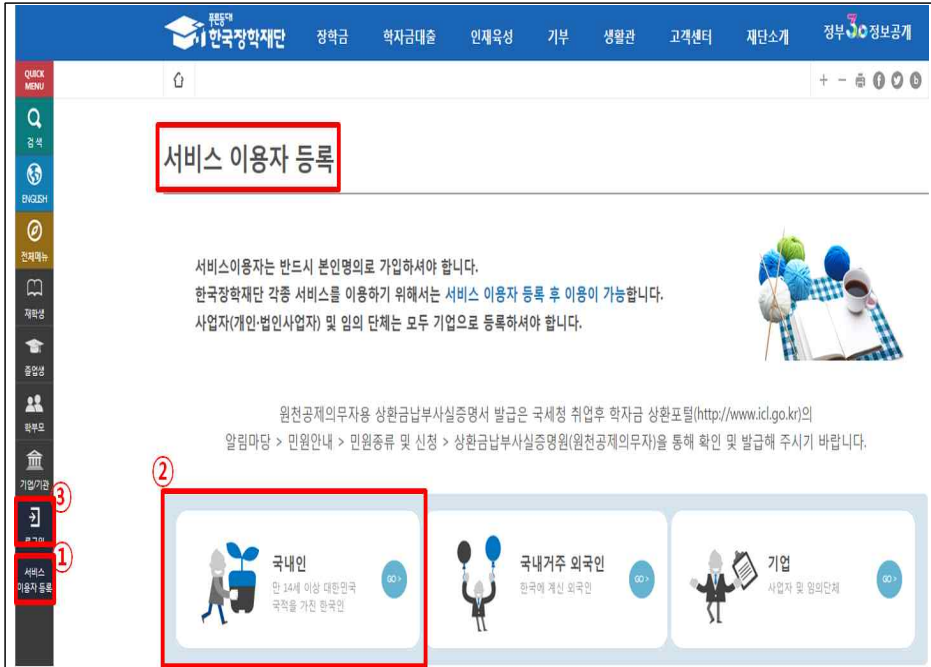 푸른등대
한국장학재단
장학금
학자금대출
인재육성
기부
생활관
고객센터
재단소개
정부3.0 정보공개
QUICK
MENU
검색
ENGLISH
전체메뉴
재학생
졸업생
학부모
기업/기관
③
로그인
①
서비스
이용자 등록
서비스 이용자 등록
서비스이용자는 반드시 본인명의로 가입하셔야 합니다.
한국장학재단 각종 서비스를 이용하기 위해서는 서비스 이용자 등록 후 이용이 가능합니다.
사업자(개인·법인사업자) 및 임의 단체는 모두 기업으로 등록하셔야 합니다.
원천공제의무자용 상환금납부사실증명서 발급은 국세청 취업후 학자금 상환포털(http://www.icl.go.kr)의
알림마당 > 민원안내 > 민원종류 및 신청 > 상환금납부사실증명원(원천공제의무자)을 통해 확인 및 발급해 주시기 바랍니다.
②
국내인
만 14세 이상 대한민국
국적을 가진 한국인
GO >
국내거주 외국인
한국에 계신 외국인
GO >
기업
사업자 및 임의단체
GO >